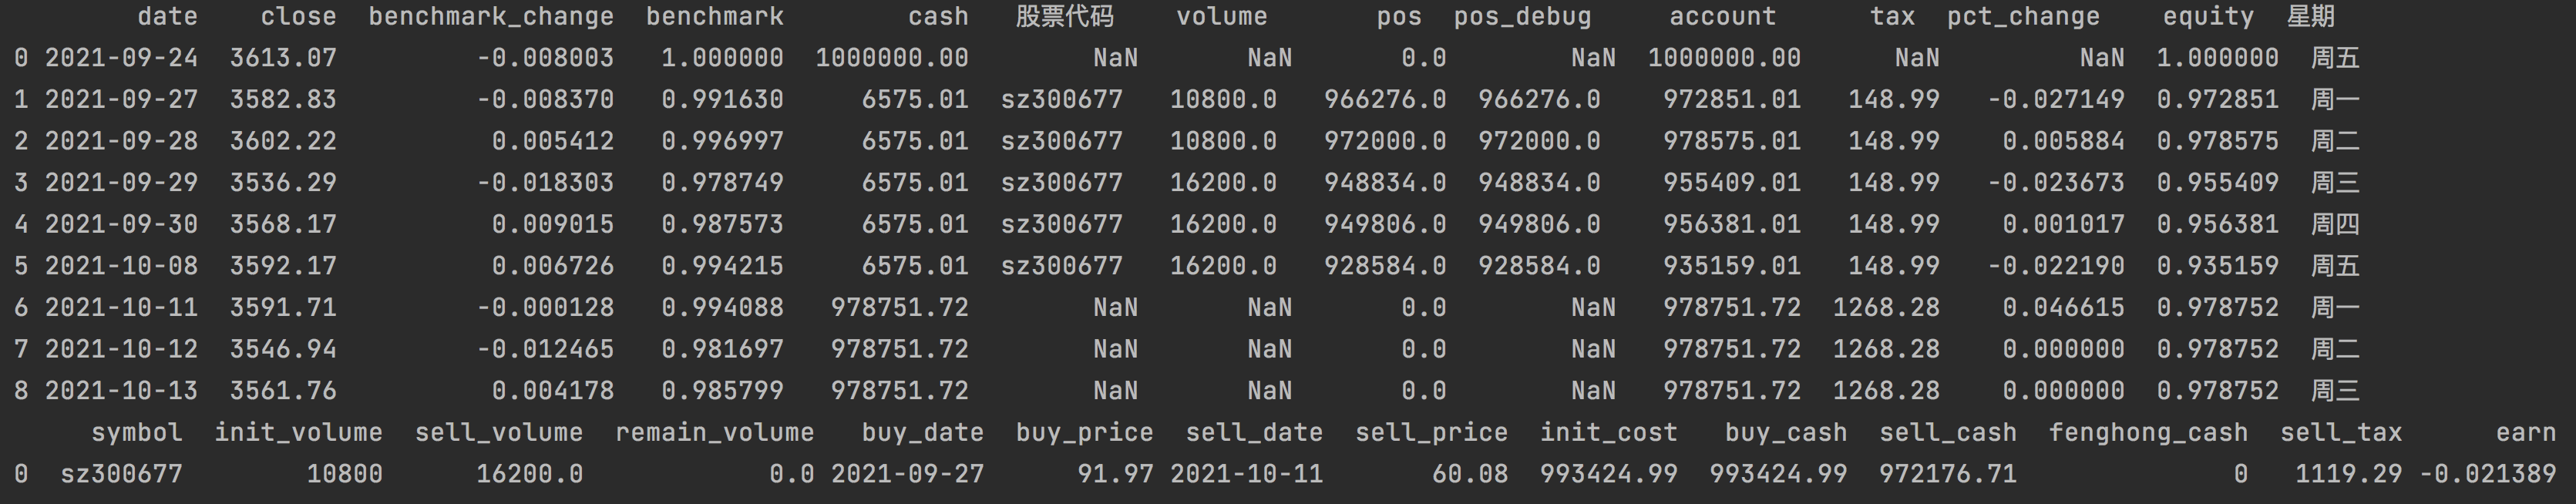 date close benchmark_change benchmark cash 股票代码 volume pos pos_debug account tax pct_change equity 星期
0 2021-09-24 3613.07 -0.008003 1.000000 1000000.00 NaN NaN 0.0 NaN 1000000.00 NaN NaN 1.000000 周五
1 2021-09-27 3582.83 -0.008370 0.991630 6575.01 sz300677 10800.0 966276.0 966276.0 972851.01 148.99 -0.027149 0.972851 周一
2 2021-09-28 3602.22 0.005412 0.996997 6575.01 sz300677 10800.0 972000.0 972000.0 978575.01 148.99 0.005884 0.978575 周二
3 2021-09-29 3536.29 -0.018303 0.978749 6575.01 sz300677 16200.0 948834.0 948834.0 955409.01 148.99 -0.023673 0.955409 周三
4 2021-09-30 3568.17 0.009015 0.987573 6575.01 sz300677 16200.0 949806.0 949806.0 956381.01 148.99 0.001017 0.956381 周四
5 2021-10-08 3592.17 0.006726 0.994215 6575.01 sz300677 16200.0 928584.0 928584.0 935159.01 148.99 -0.022190 0.935159 周五
6 2021-10-11 3591.71 -0.000128 0.994088 978751.72 NaN NaN 0.0 NaN 978751.72 1268.28 0.046615 0.978752 周一
7 2021-10-12 3546.94 -0.012465 0.981697 978751.72 NaN NaN 0.0 NaN 978751.72 1268.28 0.000000 0.978752 周二
8 2021-10-13 3561.76 0.004178 0.985799 978751.72 NaN NaN 0.0 NaN 978751.72 1268.28 0.000000 0.978752 周三
symbol init_volume sell_volume remain_volume buy_date buy_price sell_date sell_price init_cost buy_cash sell_cash fenghong_cash sell_tax earn
0 sz300677 10800 16200.0 0.0 2021-09-27 91.97 2021-10-11 60.08 993424.99 993424.99 972176.71 0 1119.29 -0.021389